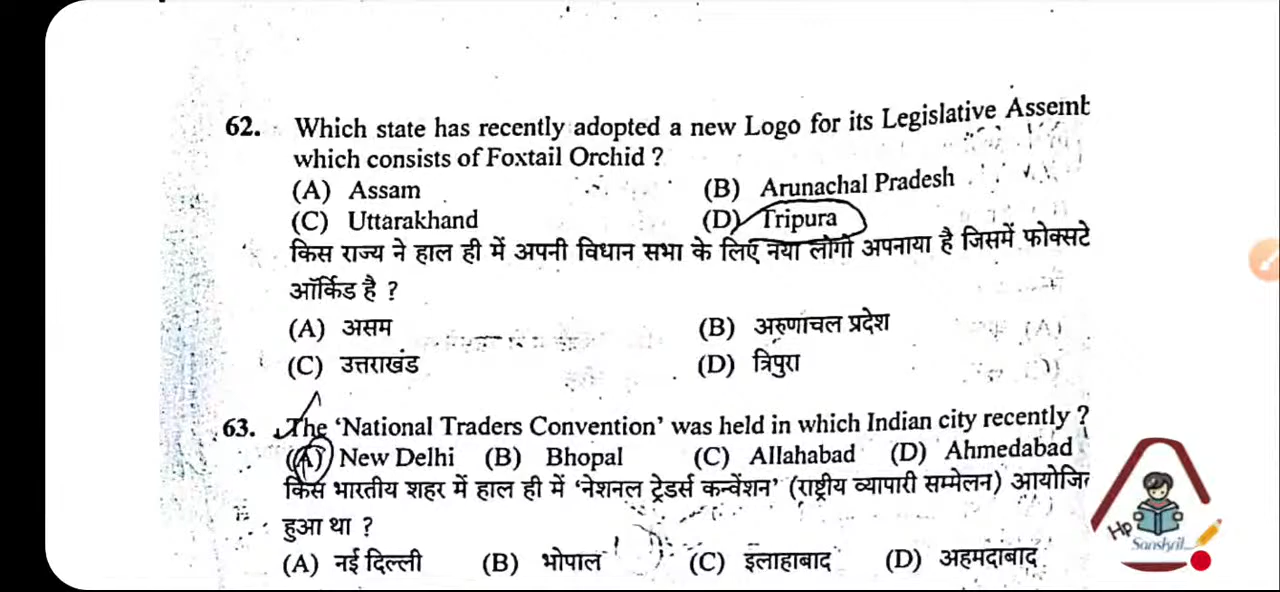 62. Which state has recently adopted a new Logo for its Legislative Assemb
which consists of Foxtail Orchid ?
(A) Assam (B) Arunachal Pradesh
(C) Uttarakhand (D) Tripura
किस राज्य ने हाल ही में अपनी विधान सभा के लिए नया लोगो अपनाया है जिसमें फोक्सटे
ऑर्किड है ?
(A) असम (B) अरुणांचल प्रदेश
(C) उत्तराखंड (D) त्रिपुरा
63. The ‘National Traders Convention’ was held in which Indian city recently ?
(A) New Delhi (B) Bhopal (C) Allahabad (D) Ahmedabad
किस भारतीय शहर में हाल ही में ‘नेशनल ट्रेडर्स कन्वेंशन’ (राष्ट्रीय व्यापारी सम्मेलन) आयोजि
हुआ था ?
(A) नई दिल्ली (B) भोपाल (C) इलाहाबाद (D) अहमदाबाद
Hp